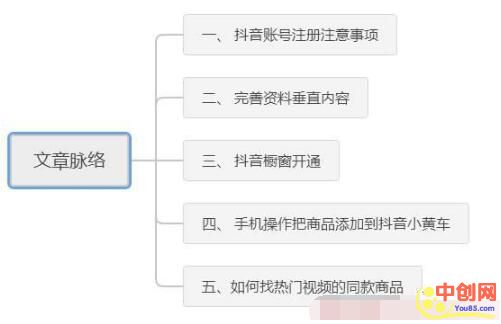 文章脉络
一、 抖音账号注册注意事项
二、 完善资料垂直内容
三、 抖音橱窗开通
四、 手机操作把商品添加到抖音小黄车
五、如何找热门视频的同款商品
中创网
You85.com